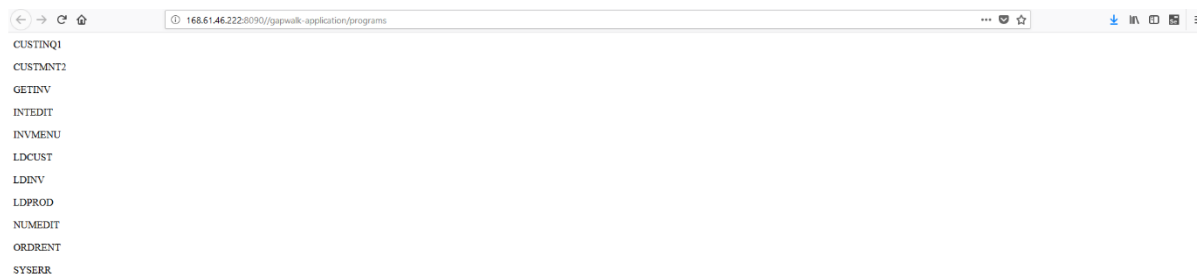 168.61.46.222:8090//gapwalk-application/programs
CUSTINQ1
CUSTMNT2
GETINV
INTEDIT
INVMENU
LDCUST
LDINV
LDPROD
NUMEDIT
ORDRENT
SYSERR